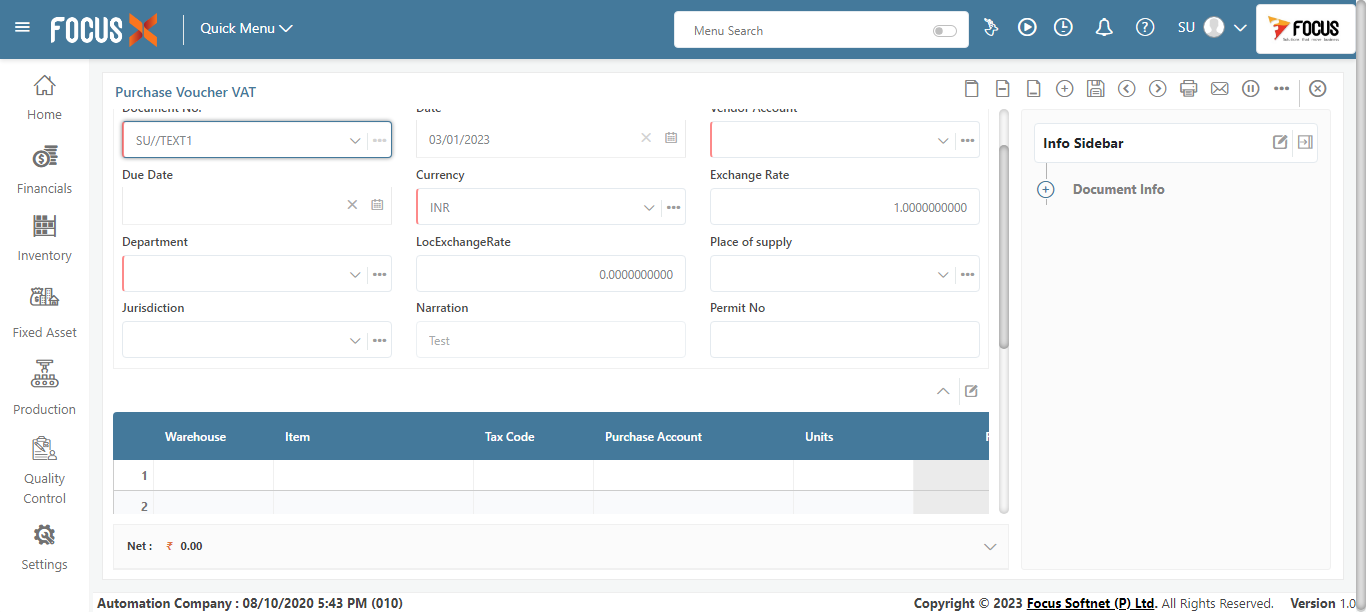 FOCUS X
Quick Menu
Menu Search
SU
FOCUS
Home
Financials
Inventory
Fixed Asset
Production
Quality
Control
Settings
Purchase Voucher VAT
Document No.
Date
Vendor Account
SU//TEXT1
03/01/2023
Due Date
Currency
Exchange Rate
INR
1.0000000000
Department
LocExchangeRate
Place of supply
0.0000000000
Jurisdiction
Narration
Permit No
Test
Warehouse Item Tax Code Purchase Account Units
1
2
Net : ₹ 0.00
Info Sidebar
Document Info
Automation Company : 08/10/2020 5:43 PM (010)
Copyright © 2023 Focus Softnet (P) Ltd. All Rights Reserved. Version 1.0